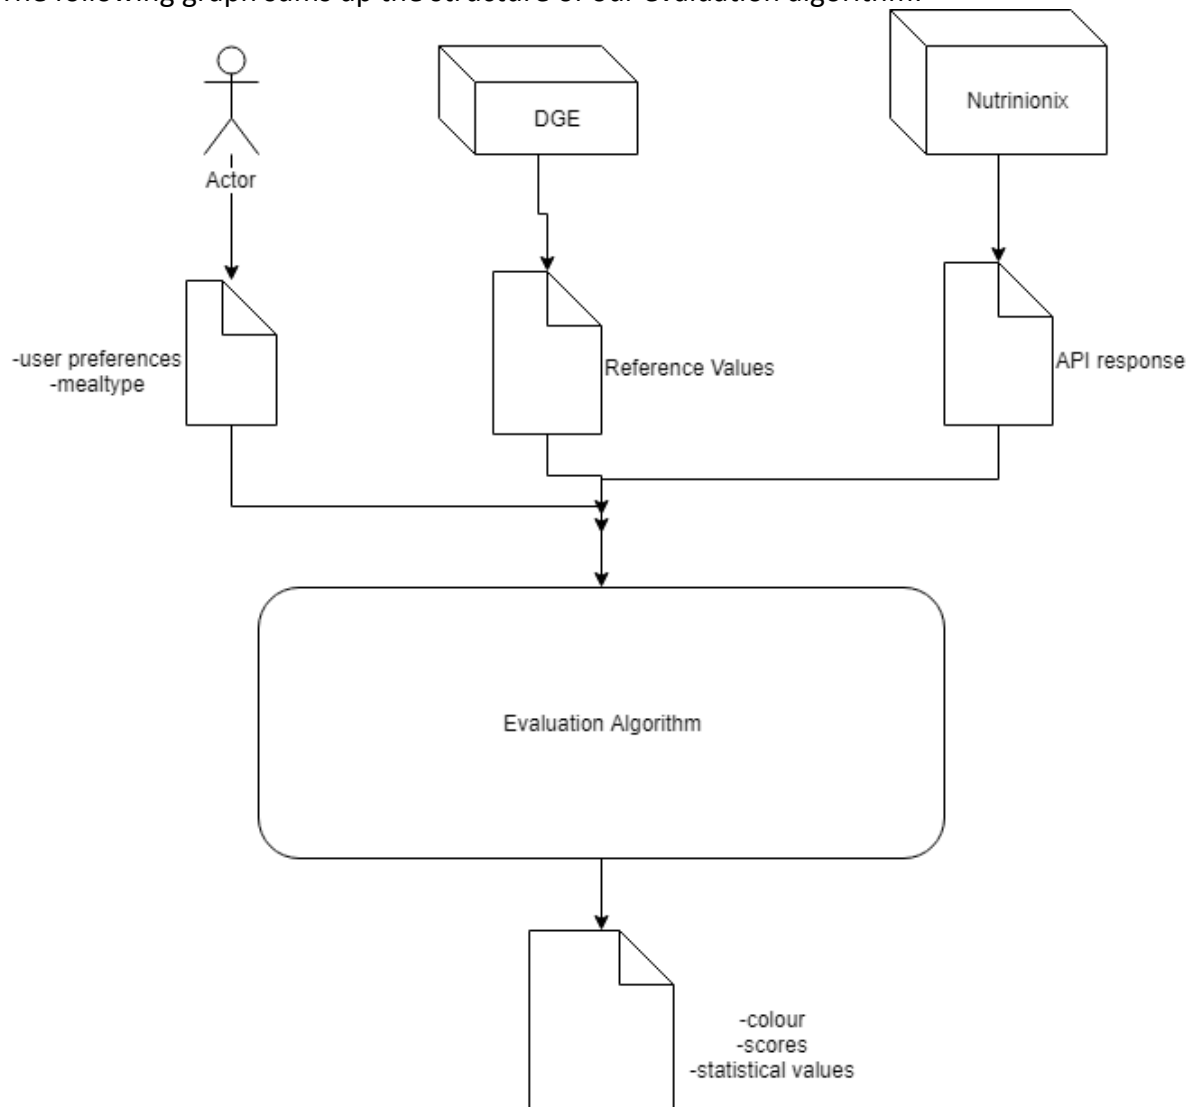 The following graph sums up the structure of our evaluation algorithm.
DGE
Nutrinionix
Actor
-user preferences
-mealtype
Reference Values
API response
Evaluation Algorithm
-colour
-scores
-statistical values